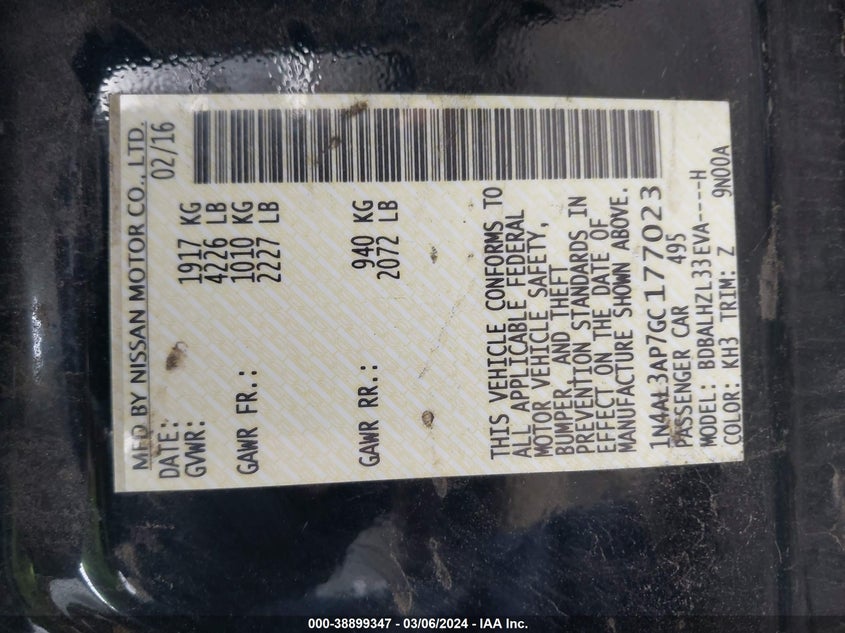 MFD BY NISSAN MOTOR CO., LTD.
DATE: 02/16
GVWR: 1917 KG
4226 LB
GAWR FR.: 1010 KG
2227 LB
GAWR RR.: 940 KG
2072 LB
THIS VEHICLE CONFORMS TO
ALL APPLICABLE FEDERAL
MOTOR VEHICLE SAFETY,
BUMPER, AND THEFT
PREVENTION STANDARDS IN
EFFECT ON THE DATE OF
MANUFACTURE SHOWN ABOVE.
1N4AL3AP7GC177023
PASSENGER CAR 495
MODEL: BDBALHZL33EVA----H
COLOR: KH3 TRIM: Z 9N00A
000-38899347 - 03/06/2024 - IAA Inc.